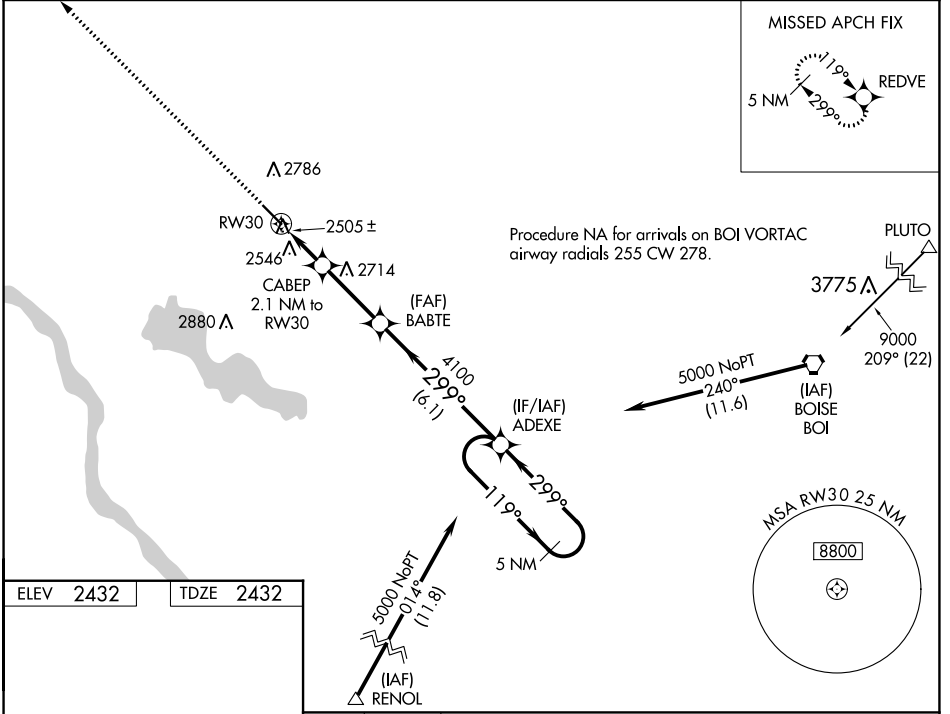 MISSED APCH FIX
119°
REDVE
5 NM
299°
2786
RW30
2505 ±
2546
2714
CABEP
2.1 NM to
RW30
(FAF)
BABTE
2880
Procedure NA for arrivals on BOI VORTAC
airway radials 255 CW 278.
PLUTO
3775
9000
209° (22)
5000 NoPT
240°
(11.6)
(IAF)
BOISE
BOI
4100
299°
(6.1)
(IF/IAF)
ADEXE
299°
119°
5 NM
MSA RW30 25 NM
8800
5000 NoPT
014°
(11.8)
(IAF)
RENOL
ELEV 2432
TDZE 2432